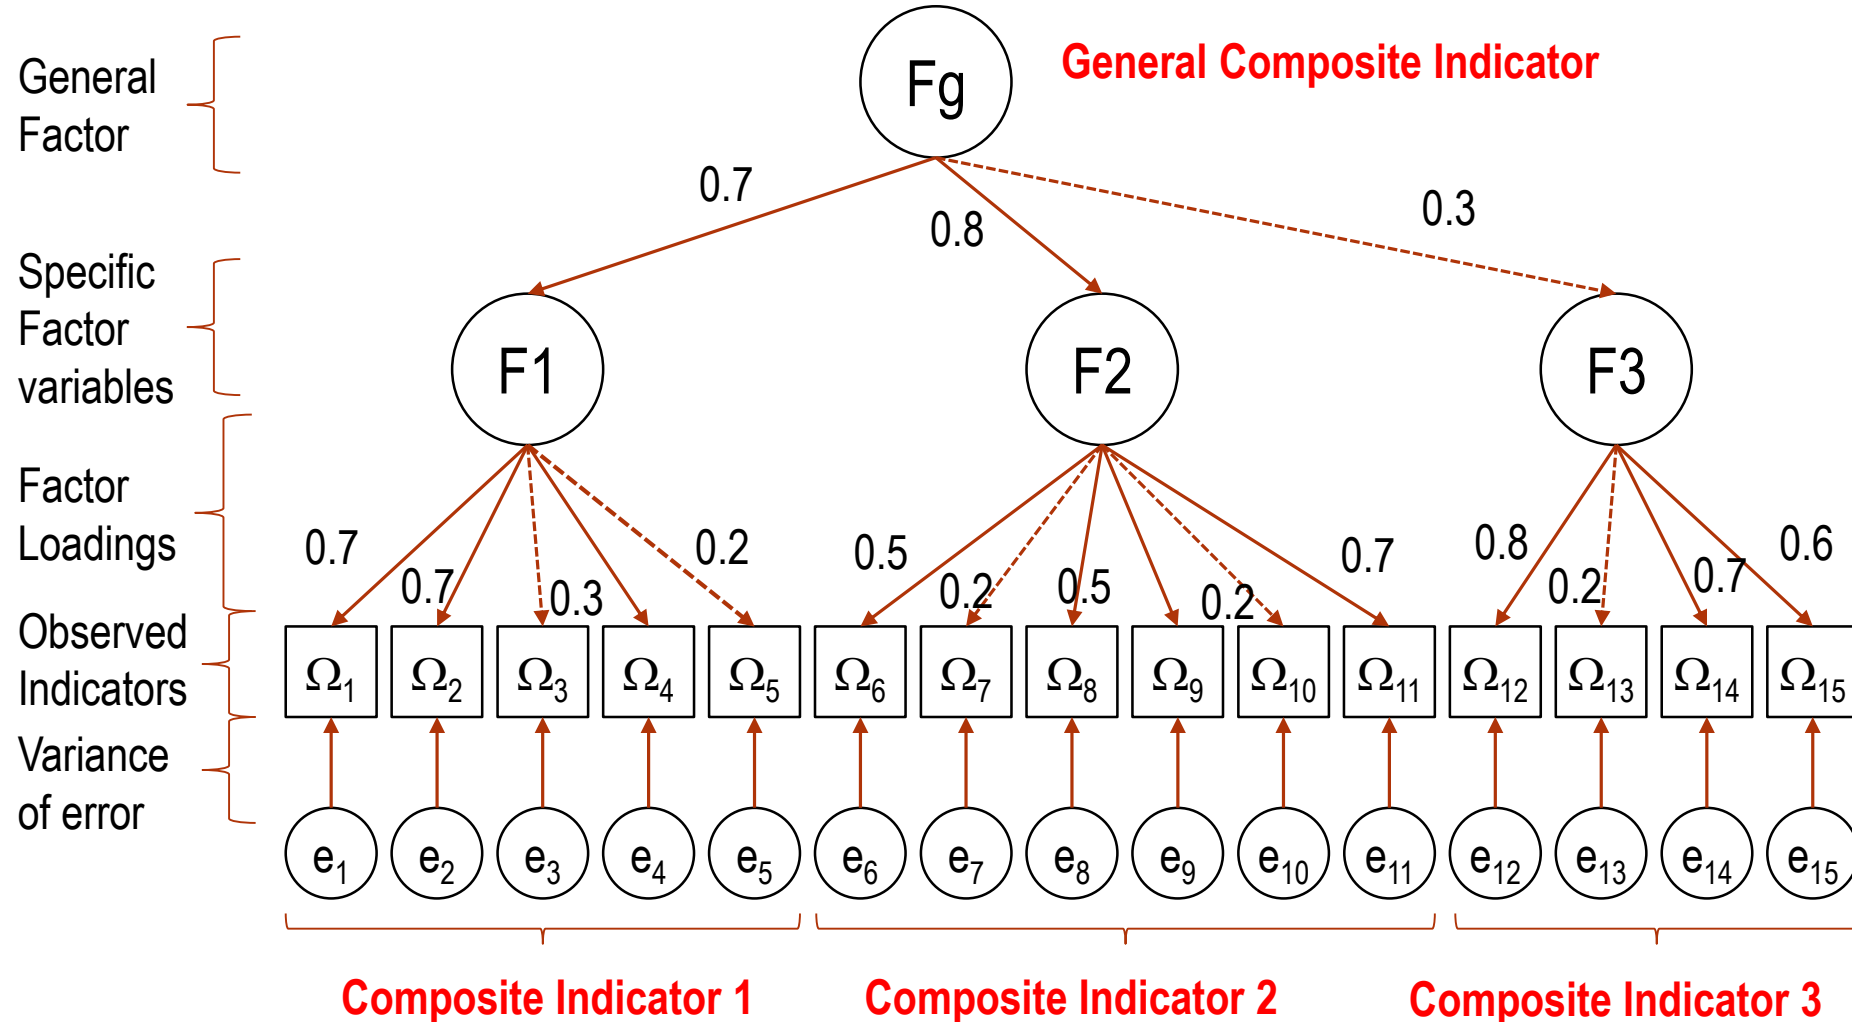 General
Factor
Fg
General Composite Indicator
0.7
0.8
0.3
Specific
Factor
variables
F1
F2
F3
Factor
Loadings
0.7
0.7
0.3
0.2
0.5
0.2
0.5
0.2
0.7
0.8
0.2
0.7
0.6
Observed
Indicators
Ω1
Ω2
Ω3
Ω4
Ω5
Ω6
Ω7
Ω8
Ω9
Ω10
Ω11
Ω12
Ω13
Ω14
Ω15
Variance
of error
e1
e2
e3
e4
e5
e6
e7
e8
e9
e10
e11
e12
e13
e14
e15
Composite Indicator 1
Composite Indicator 2
Composite Indicator 3